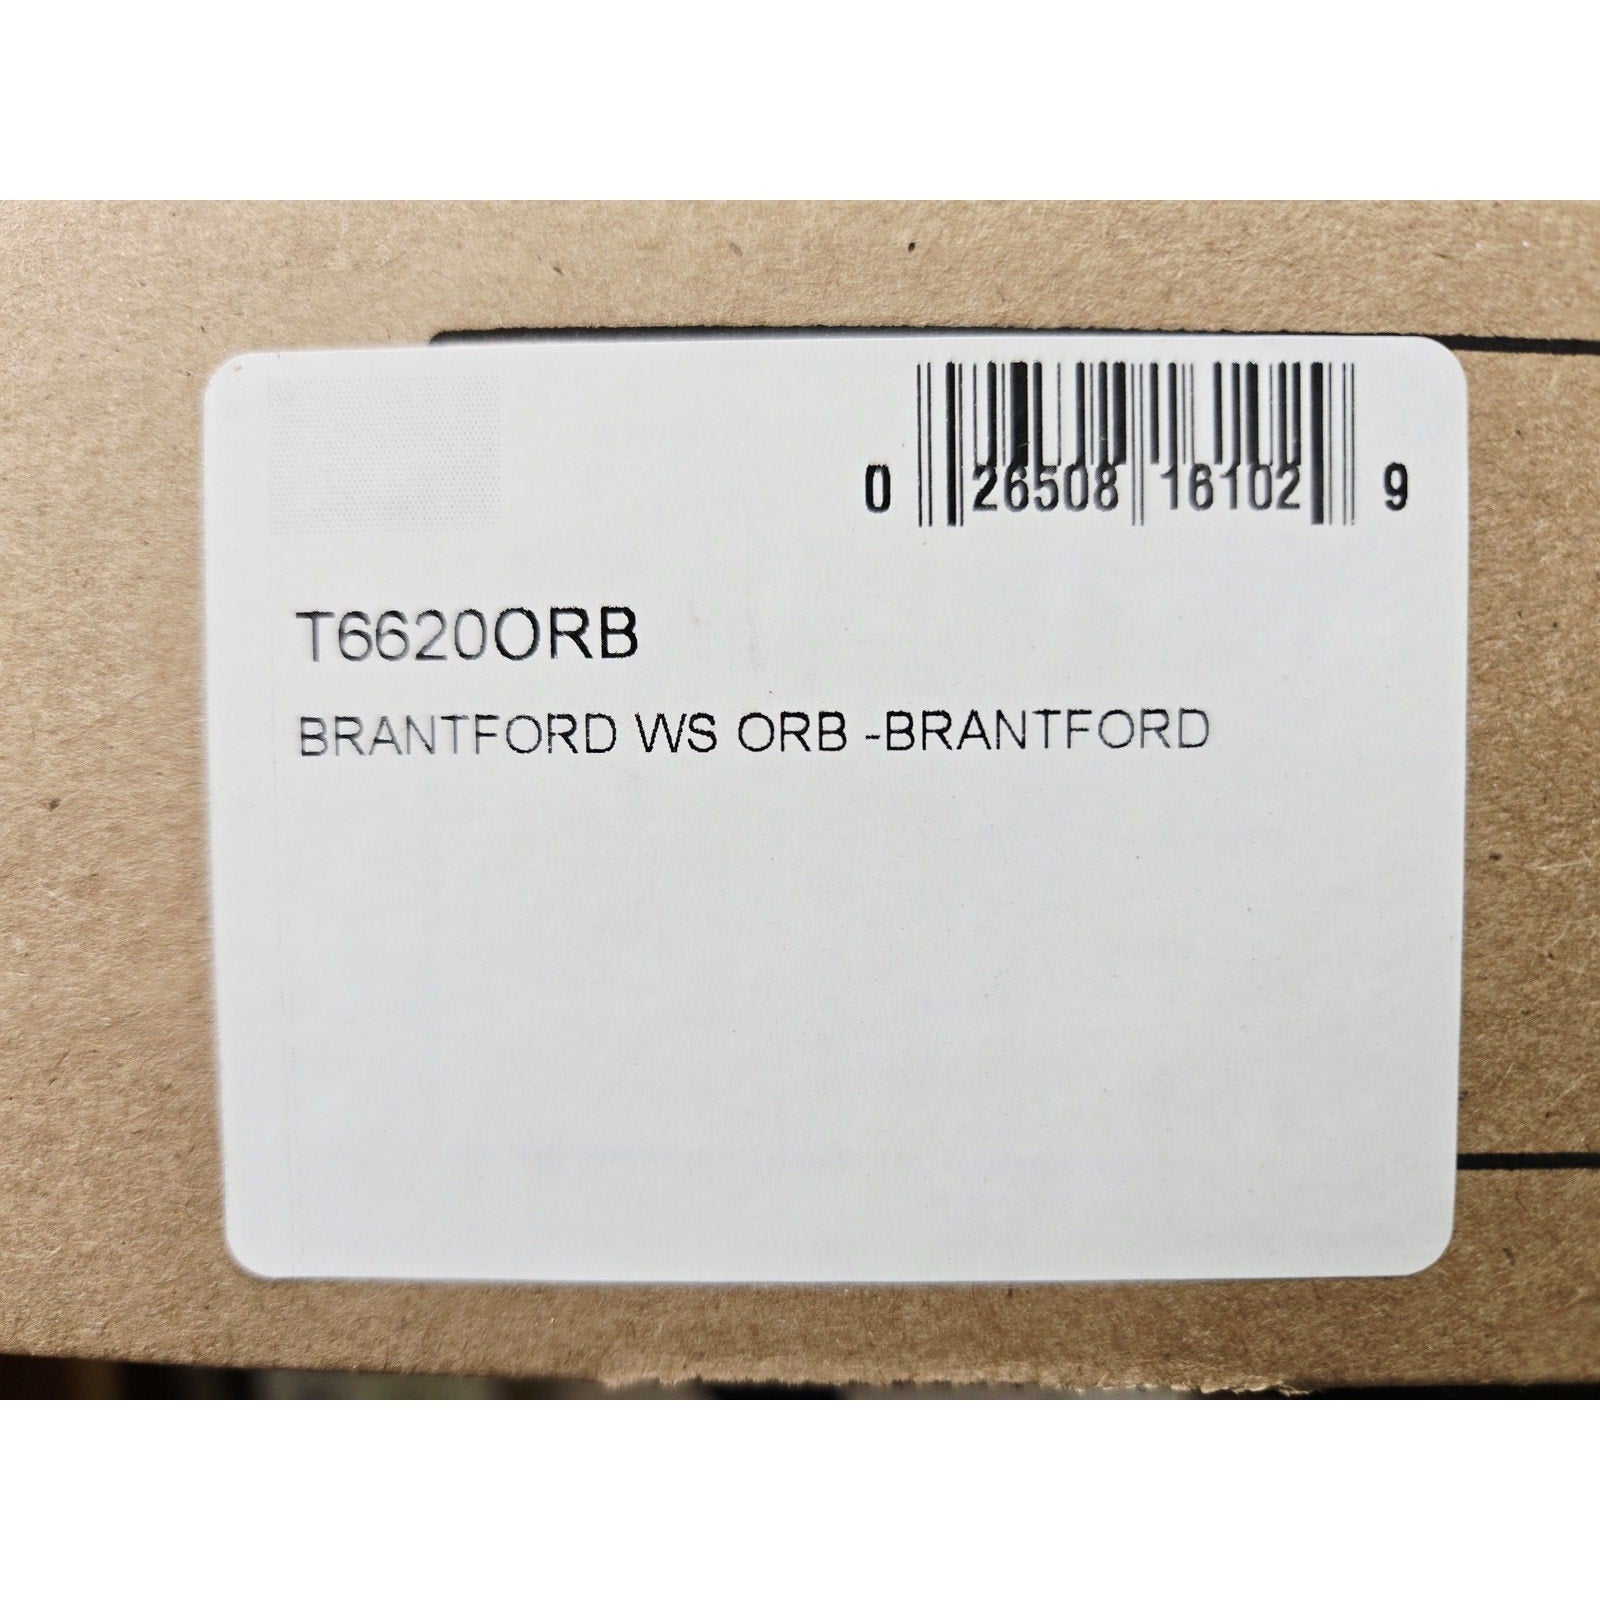 0 26508 16102 9
T6620ORB
BRANTFORD WS ORB -BRANTFORD